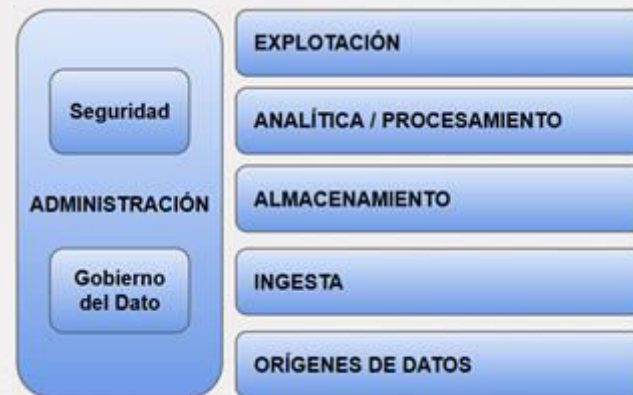 Seguridad
ADMINISTRACIÓN
Gobierno
del Dato
EXPLOTACIÓN
ANALÍTICA / PROCESAMIENTO
ALMACENAMIENTO
INGESTA
ORÍGENES DE DATOS